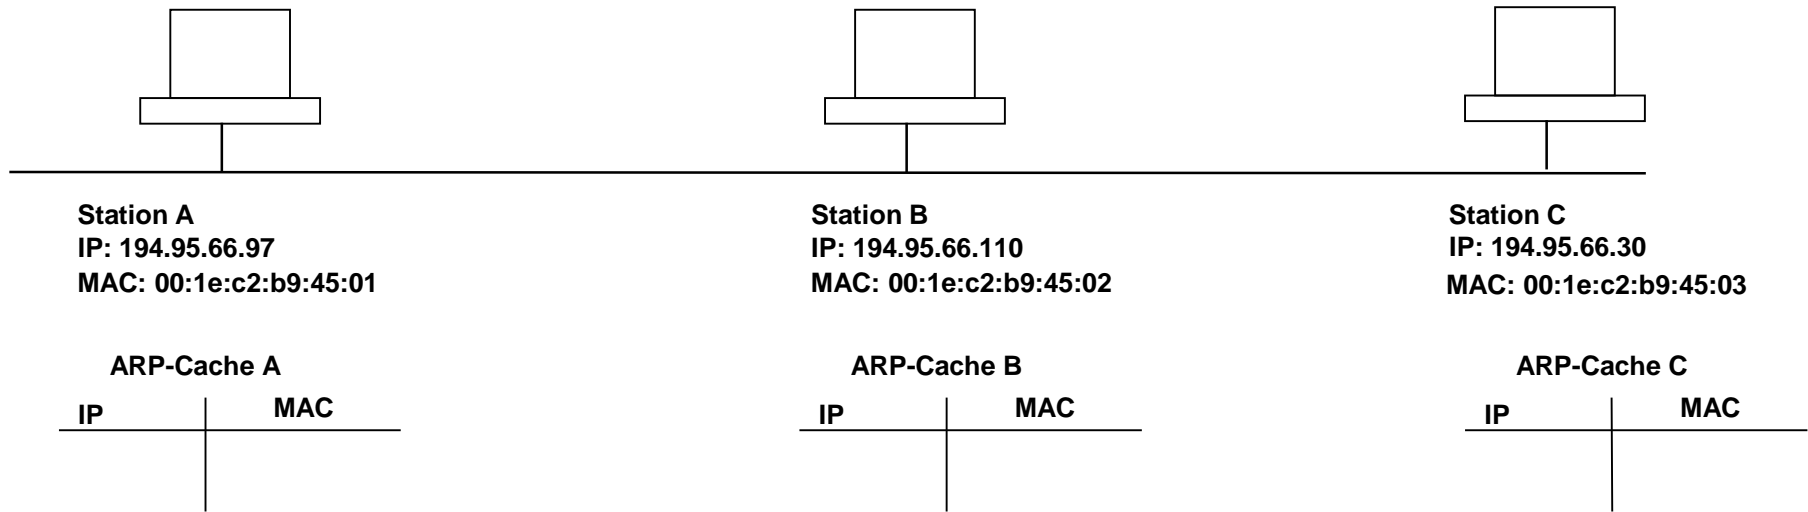 Station A
IP: 194.95.66.97
MAC: 00:1e:c2:b9:45:01
Station B
IP: 194.95.66.110
MAC: 00:1e:c2:b9:45:02
Station C
IP: 194.95.66.30
MAC: 00:1e:c2:b9:45:03
ARP-Cache A
IP MAC
ARP-Cache B
IP MAC
ARP-Cache C
IP MAC